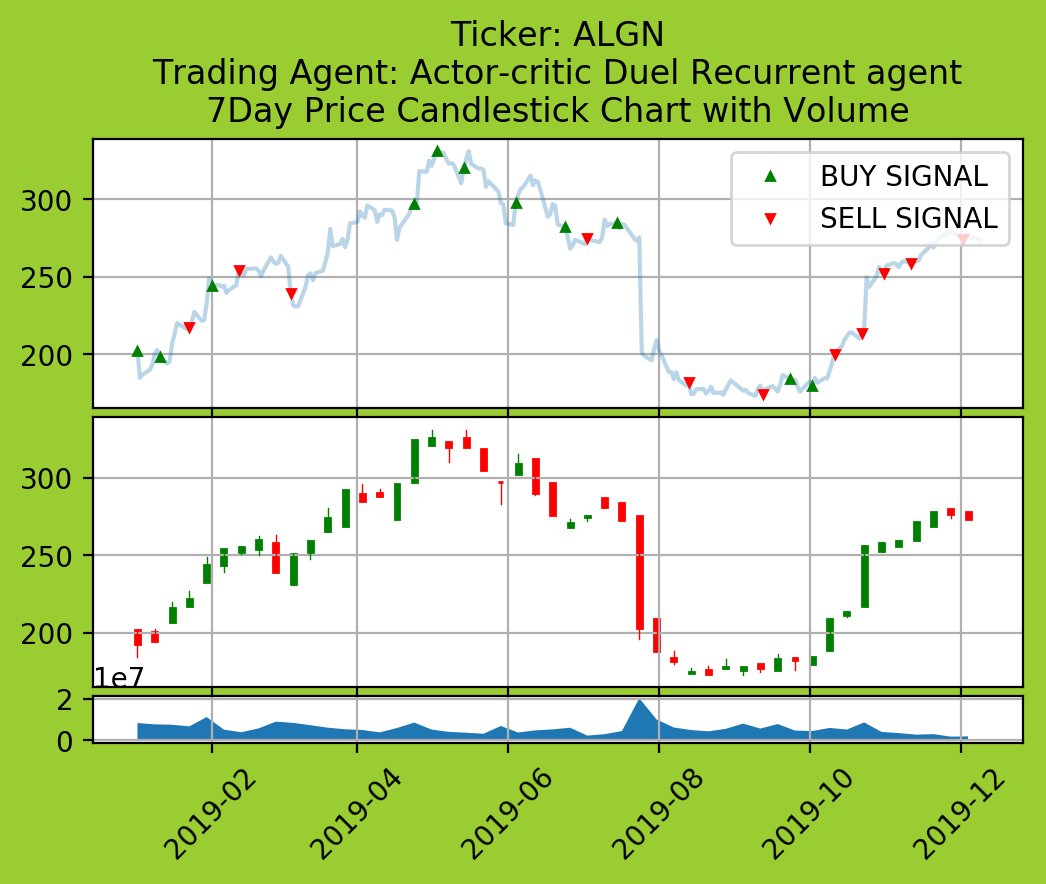 Ticker: ALGN
Trading Agent: Actor-critic Duel Recurrent agent
7Day Price Candlestick Chart with Volume
BUY SIGNAL
SELL SIGNAL
300
250
200
300
250
200
1e7
2
0
2019-02
2019-04
2019-06
2019-08
2019-10
2019-12